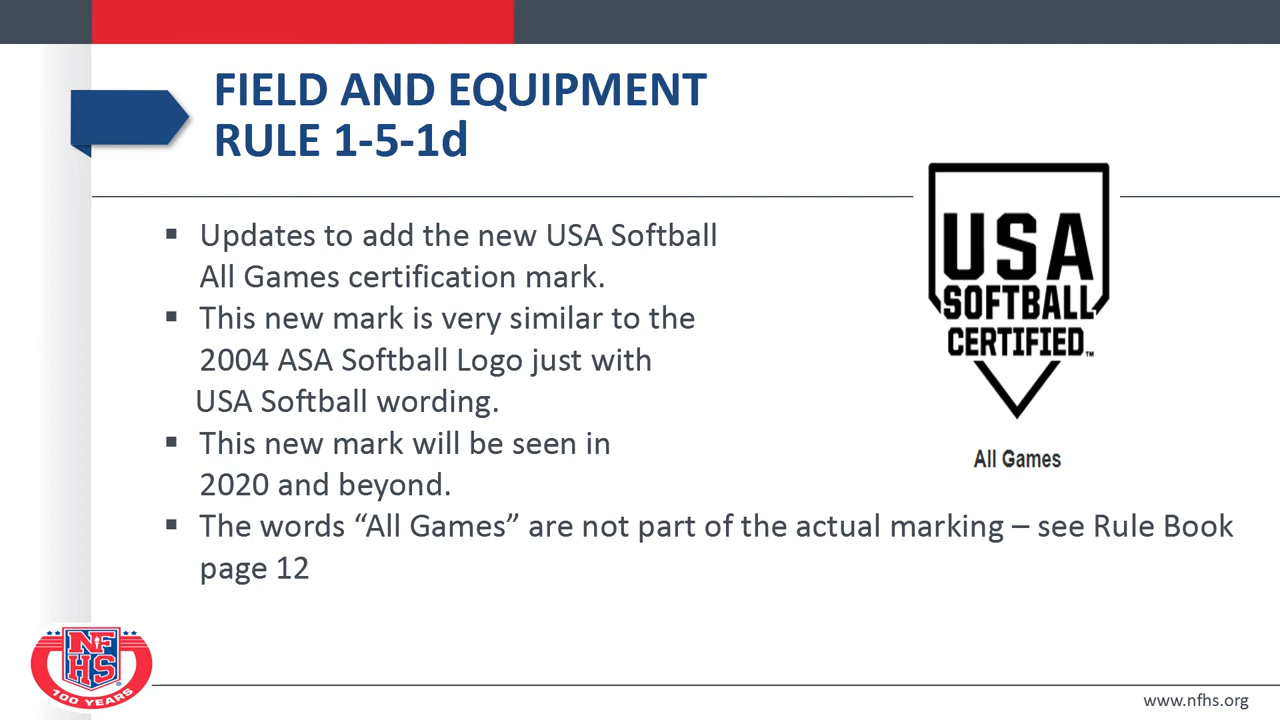 FIELD AND EQUIPMENT
RULE 1-5-1d
▪ Updates to add the new USA Softball
All Games certification mark.
▪ This new mark is very similar to the
2004 ASA Softball Logo just with
USA Softball wording.
▪ This new mark will be seen in
2020 and beyond.
▪ The words “All Games” are not part of the actual marking – see Rule Book
page 12
USA
SOFTBALL
CERTIFIED™
All Games
NF
HS
100 YEARS
www.nfhs.org